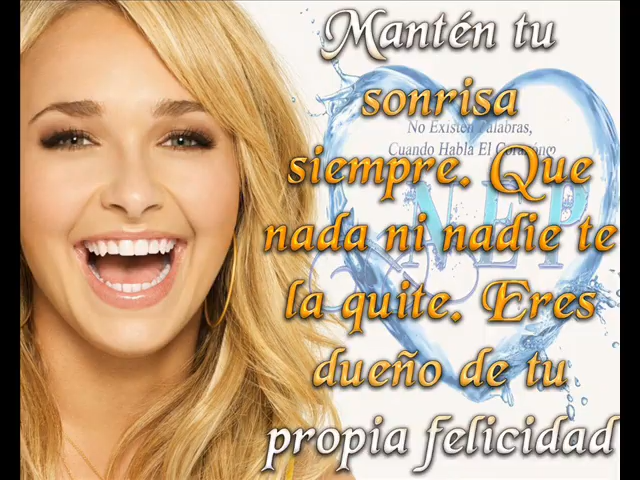 Mantén tu
sonrisa
No Existen Palabras,
Cuando Habla El Corazón
siempre. Que
NEP
nada ni nadie te
la quite. Eres
dueño de tu
propia felicidad